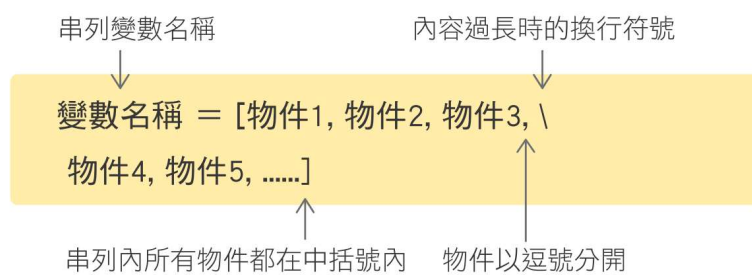 串列變數名稱
內容過長時的換行符號
變數名稱 ＝ [物件1, 物件2, 物件3, \
物件4, 物件5, ......]
串列內所有物件都在中括號內
物件以逗號分開